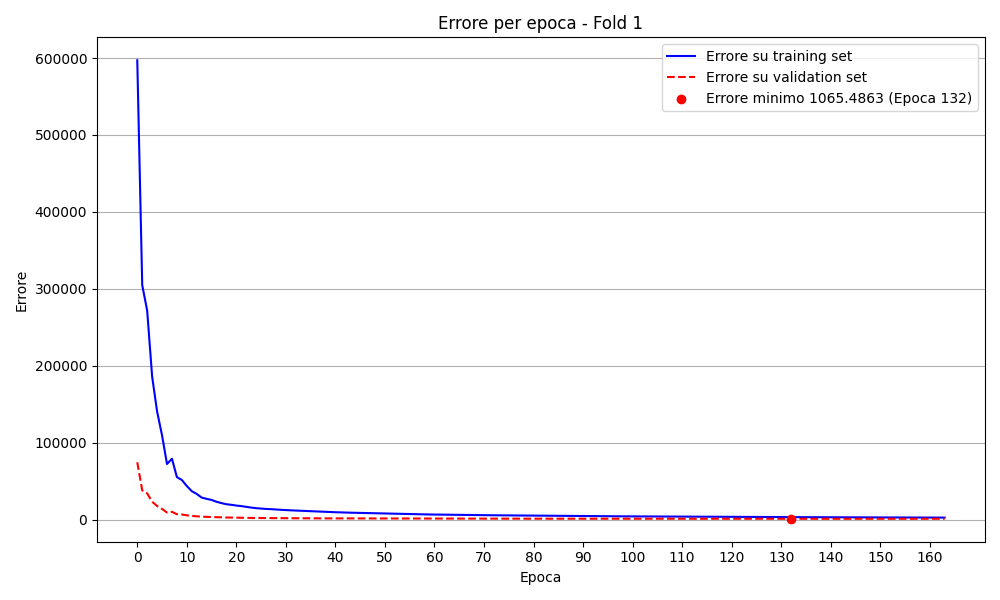 Errore per epoca - Fold 1
Errore su training set
Errore su validation set
Errore minimo 1065.4863 (Epoca 132)
Errore
600000
500000
400000
300000
200000
100000
0
0 10 20 30 40 50 60 70 80 90 100 110 120 130 140 150 160
Epoca